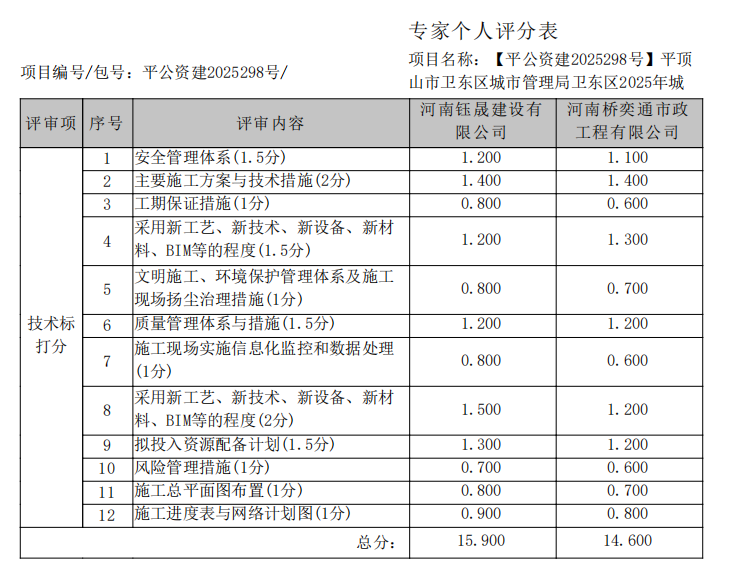 专家个人评分表
项目编号/包号：平公资建2025298号/
项目名称：【平公资建2025298号】平顶
山市卫东区城市管理局卫东区2025年城
评审项 序号 评审内容 河南钰晟建设有
限公司 河南桥奕通市政
工程有限公司
技术标
打分
1 安全管理体系(1.5分) 1.200 1.100
2 主要施工方案与技术措施(2分) 1.400 1.400
3 工期保证措施(1分) 0.800 0.600
4 采用新工艺、新技术、新设备、新材
料、BIM等的程度(1.5分) 1.200 1.300
5 文明施工、环境保护管理体系及施工
现场扬尘治理措施(1分) 0.800 0.700
6 质量管理体系与措施(1.5分) 1.200 1.200
7 施工现场实施信息化监控和数据处理
(1分) 0.800 0.600
8 采用新工艺、新技术、新设备、新材
料、BIM等的程度(2分) 1.500 1.200
9 拟投入资源配备计划(1.5分) 1.300 1.200
10 风险管理措施(1分) 0.700 0.600
11 施工总平面图布置(1分) 0.800 0.700
12 施工进度表与网络计划图(1分) 0.900 0.800
总分： 15.900 14.600